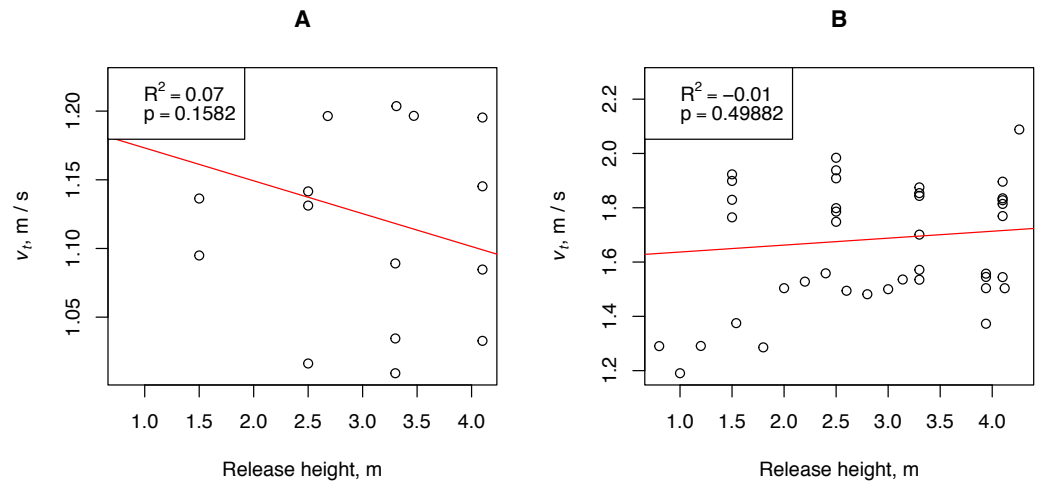 A
R² = 0.07
p = 0.1582
1.20
1.15
1.10
1.05
v_t, m / s
1.0 1.5 2.0 2.5 3.0 3.5 4.0
Release height, m
B
R² = −0.01
p = 0.49882
2.2
2.0
1.8
1.6
1.4
1.2
v_t, m / s
1.0 1.5 2.0 2.5 3.0 3.5 4.0
Release height, m